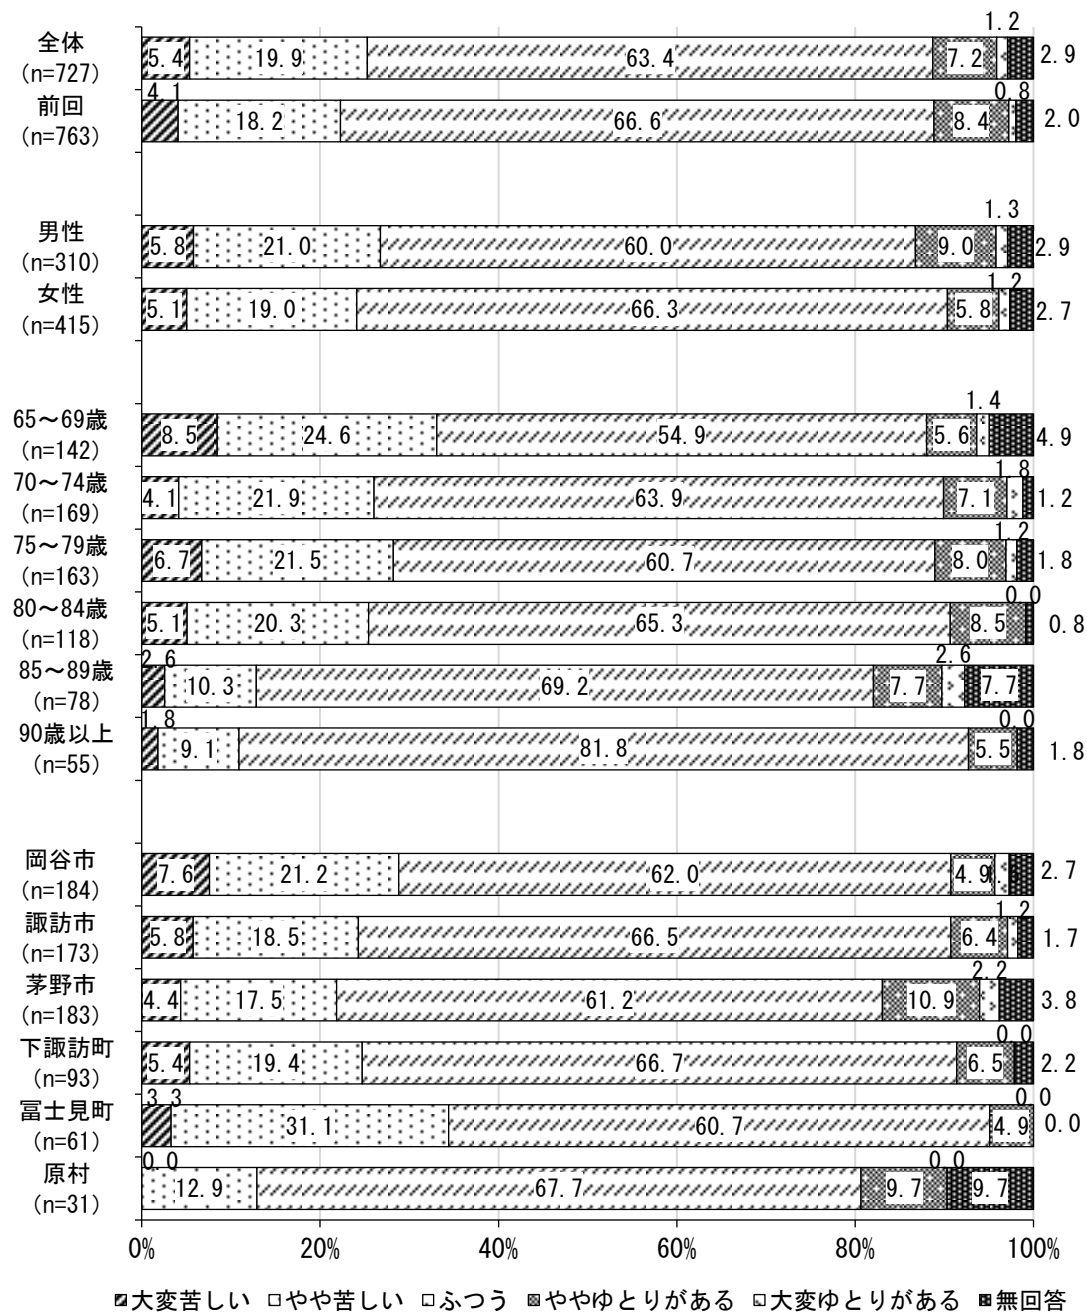 1.2
全体 5.4 19.9 63.4 7.2 2.9
(n=727)
4.1 0.8
前回 18.2 66.6 8.4 2.0
(n=763)
1.3
男性 5.8 21.0 60.0 9.0 2.9
(n=310)
1.2
女性 5.1 19.0 66.3 5.8 2.7
(n=415)
1.4
65～69歳 8.5 24.6 54.9 5.6 4.9
(n=142)
1.8
70～74歳 4.1 21.9 63.9 7.1 1.2
(n=169)
1.2
75～79歳 6.7 21.5 60.7 8.0 1.8
(n=163)
0.0
80～84歳 5.1 20.3 65.3 8.5 0.8
(n=118)
2.6 2.6
85～89歳 10.3 69.2 7.7 7.7
(n=78)
1.8 0.0
90歳以上 9.1 81.8 5.5 1.8
(n=55)
岡谷市 7.6 21.2 62.0 4.9 2.7
(n=184)
1.2
諏訪市 5.8 18.5 66.5 6.4 1.7
(n=173)
2.2
茅野市 4.4 17.5 61.2 10.9 3.8
(n=183)
0.0
下諏訪町 5.4 19.4 66.7 6.5 2.2
(n=93)
3.3 0.0
冨士見町 31.1 60.7 4.9 0.0
(n=61)
0.0 0.0
原村 12.9 67.7 9.7 9.7
(n=31)
0% 20% 40% 60% 80% 100%
大変苦しい やや苦しい ふつう ややゆとりがある 大変ゆとりがある 無回答